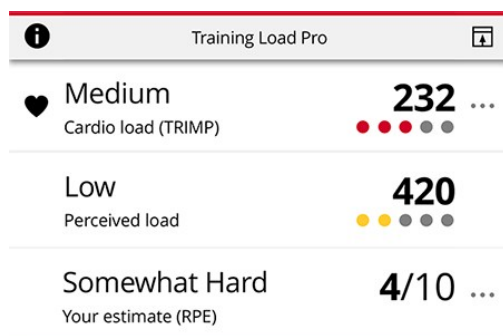 Training Load Pro
Medium 232
Cardio load (TRIMP)
Low 420
Perceived load
Somewhat Hard 4/10
Your estimate (RPE)